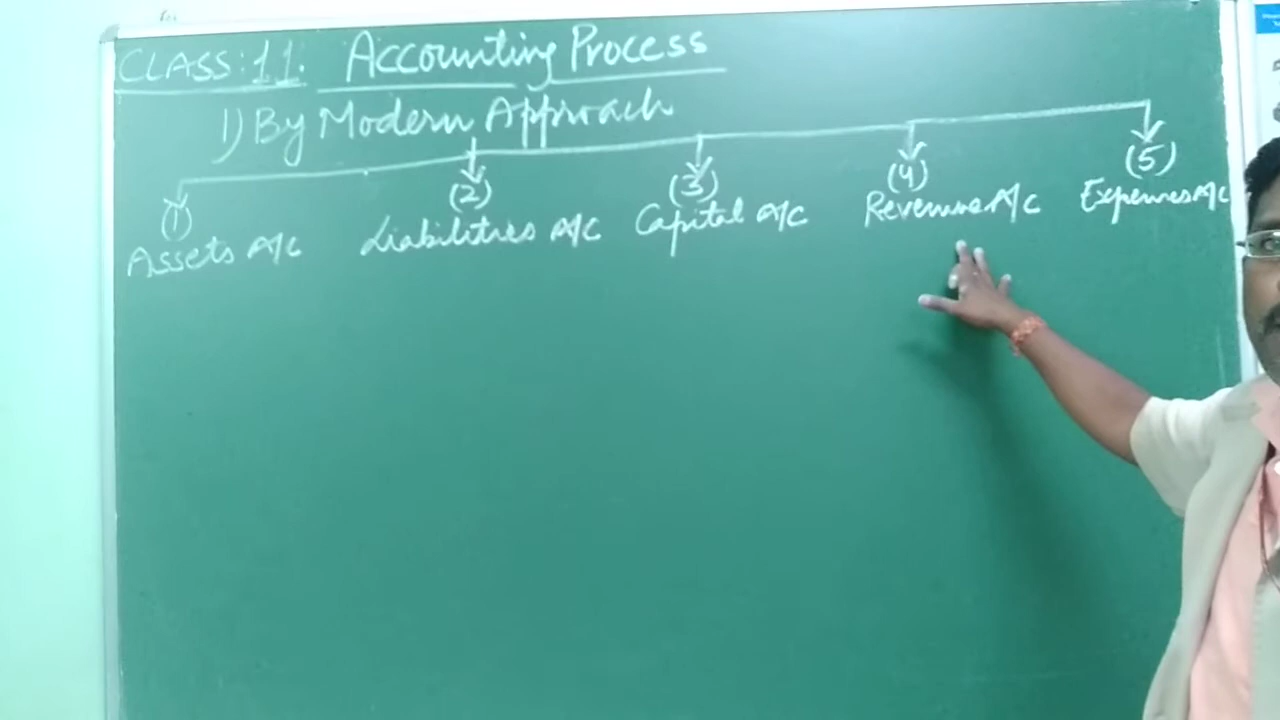 CLASS: 11. Accounting Process
1) By Modern Approach
(1) (2) (3) (4) (5)
Assets A/C Liabilities A/C Capital A/C Revenue A/C Expenses A/C